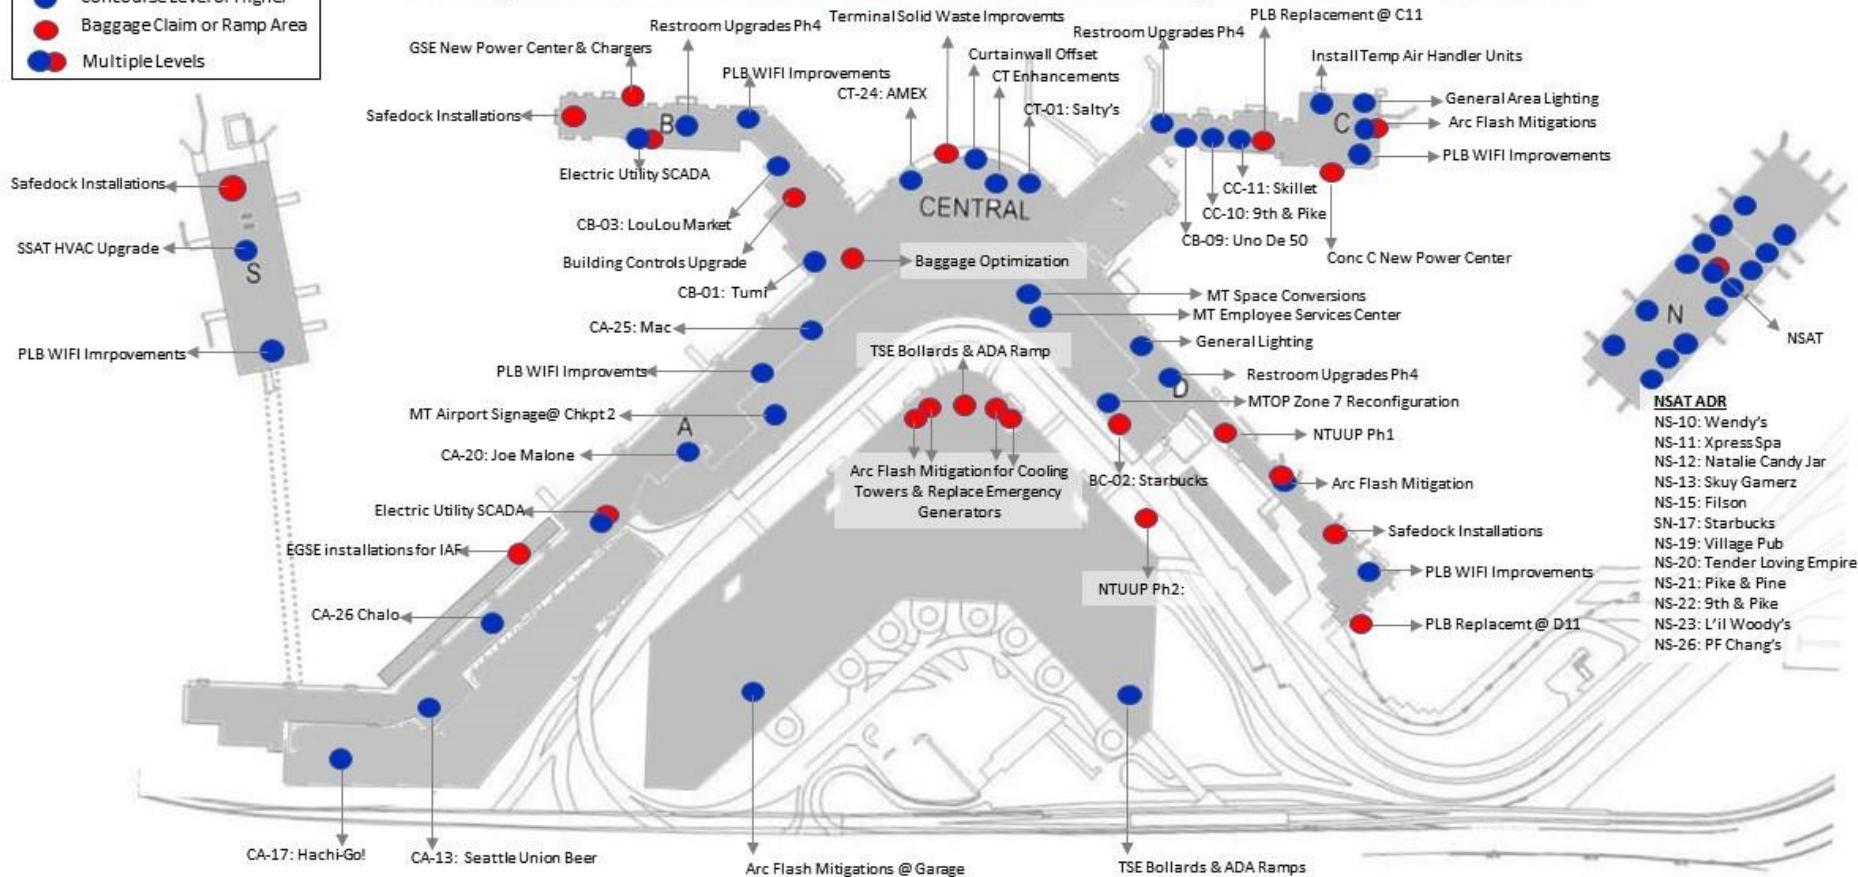 Concourse Level or Higher
Baggage Claim or Ramp Area
Multiple Levels
Restroom Upgrades Ph4
GSE New Power Center & Chargers
PLB WIFI Improvements
Safedock Installations
B
Electric Utility SCADA
CB-03: LouLou Market
Building Controls Upgrade
CB-01: Tumi
Terminal Solid Waste Improvemts
Curtainwall Offset
CT Enhancements
CT-24: AMEX
CT-01: Salty's
CENTRAL
Baggage Optimization
Restroom Upgrades Ph4
PLB Replacement @ C11
Install Temp Air Handler Units
General Area Lighting
C
Arc Flash Mitigations
PLB WIFI Improvements
CC-11: Skillet
CC-10: 9th & Pike
CB-09: Uno De 50
Conc C New Power Center
Safedock Installations
SSAT HVAC Upgrade
S
PLB WIFI Imrpovements
CA-25: Mac
PLB WIFI Improvemts
MT Airport Signage@ Chkpt 2
A
CA-20: Joe Malone
Electric Utility SCADA
EGSE installations for IAF
CA-26 Chalo
CA-17: Hachi-Go!
CA-13: Seattle Union Beer
MT Space Conversions
MT Employee Services Center
General Lighting
TSE Bollards & ADA Ramp
Restroom Upgrades Ph4
D
MTOP Zone 7 Reconfiguration
NTUUP Ph1
Arc Flash Mitigation for Cooling
Towers & Replace Emergency
Generators
BC-02: Starbucks
Arc Flash Mitigation
Safedock Installations
PLB WIFI Improvements
NTUUP Ph2:
PLB Replacemt @ D11
Arc Flash Mitigations @ Garage
TSE Bollards & ADA Ramps
N
NSAT
NSAT ADR
NS-10: Wendy's
NS-11: Xpress Spa
NS-12: Natalie Candy Jar
NS-13: Skuy Gamerz
NS-15: Filson
SN-17: Starbucks
NS-19: Village Pub
NS-20: Tender Loving Empire
NS-21: Pike & Pine
NS-22: 9th & Pike
NS-23: L'il Woody's
NS-26: PF Chang's